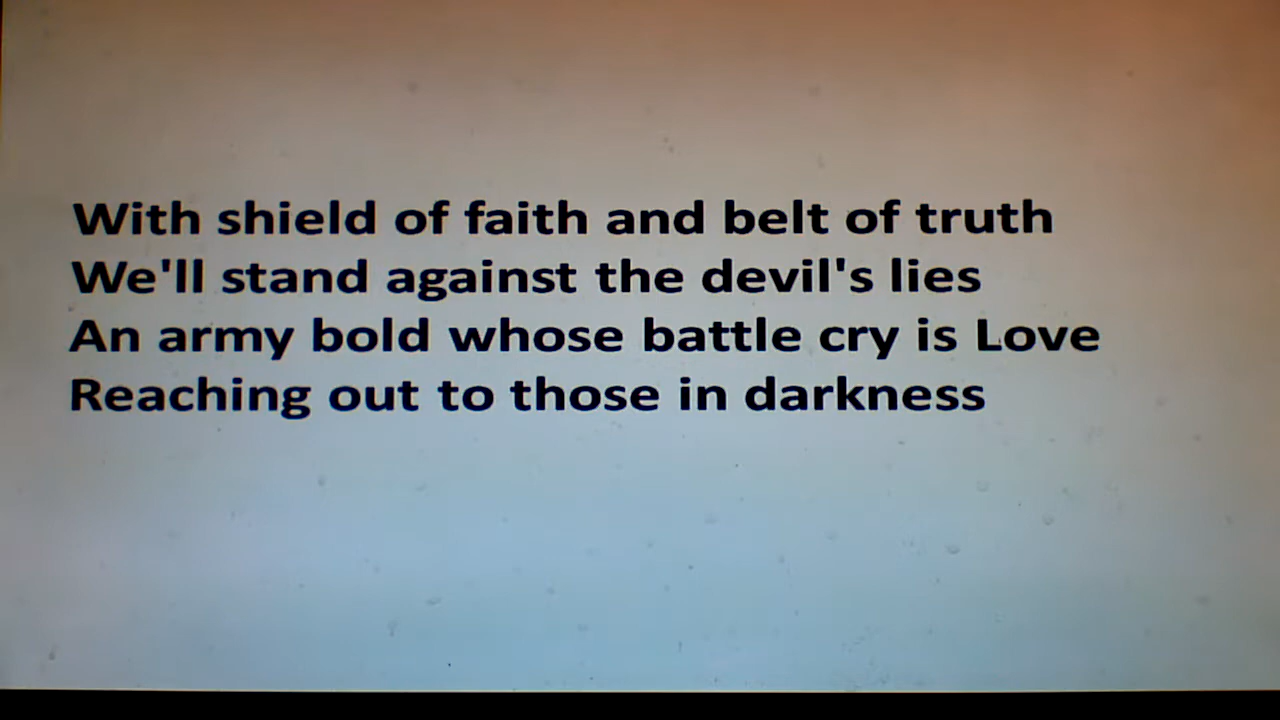 With shield of faith and belt of truth
We'll stand against the devil's lies
An army bold whose battle cry is Love
Reaching out to those in darkness